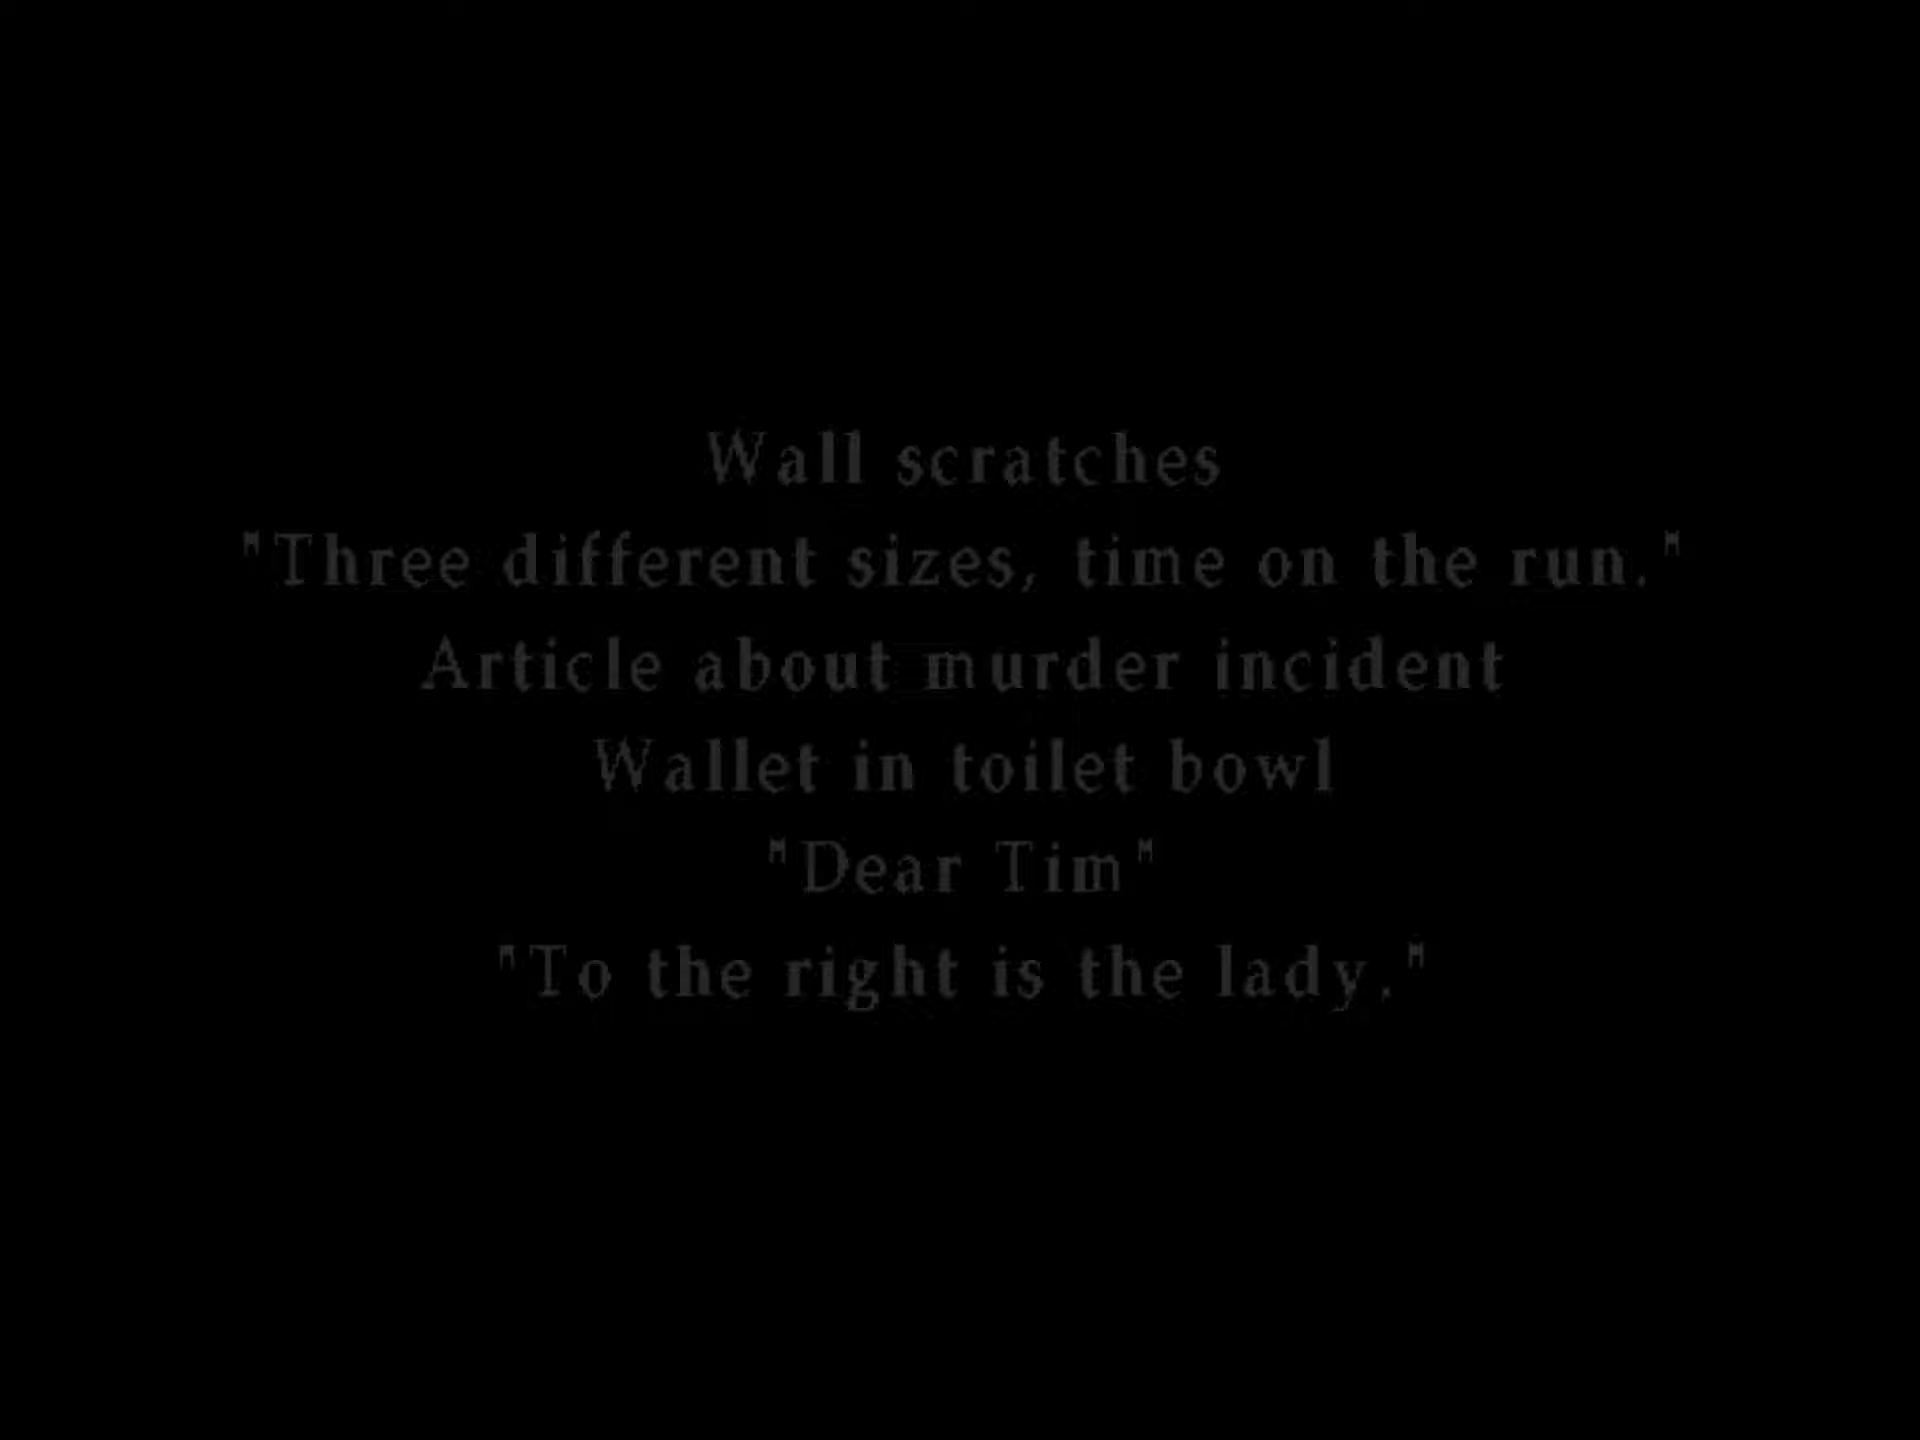 Wall scratches
"Three different sizes, time on the run."
Article about murder incident
Wallet in toilet bowl
"Dear Tim"
"To the right is the lady."